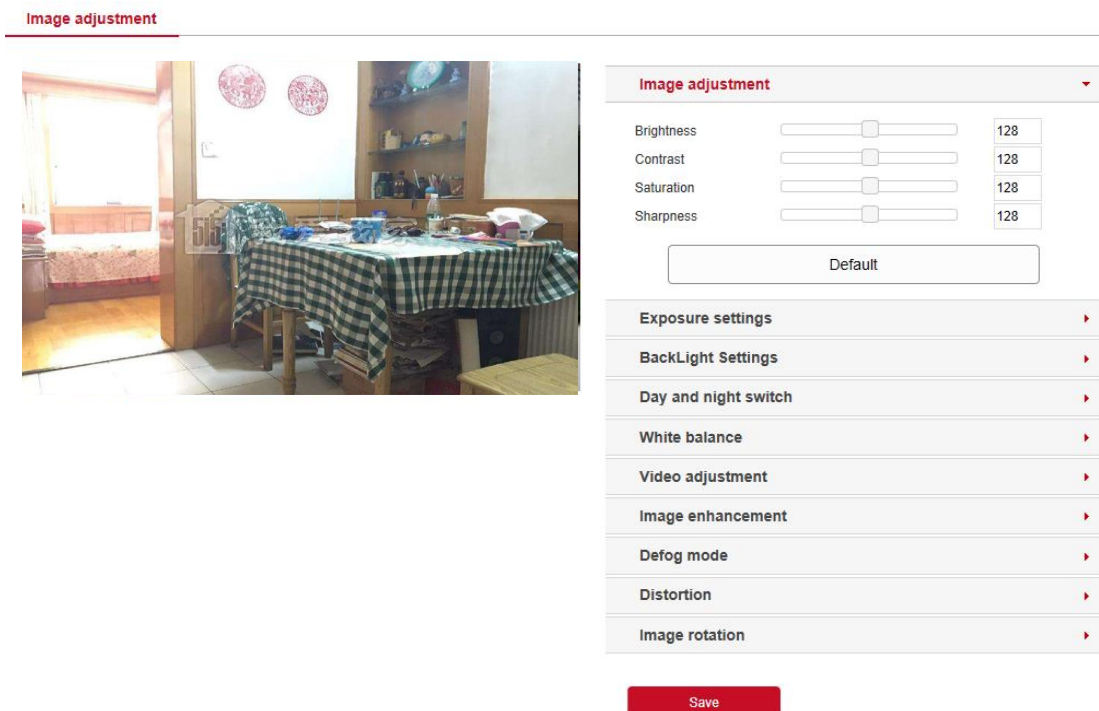 Image adjustment
Image adjustment
Brightness 128
Contrast 128
Saturation 128
Sharpness 128
Default
Exposure settings
BackLight Settings
Day and night switch
White balance
Video adjustment
Image enhancement
Defog mode
Distortion
Image rotation
Save